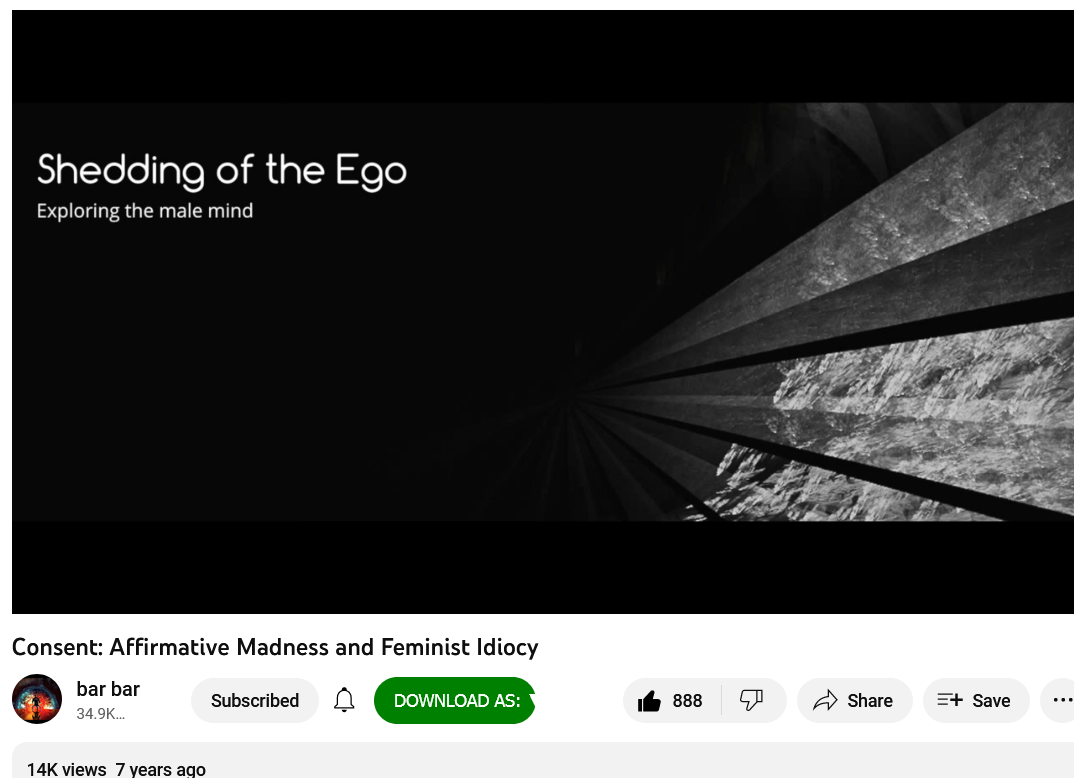 Shedding of the Ego
Exploring the male mind
Consent: Affirmative Madness and Feminist Idiocy
bar bar
34.9K...
Subscribed
DOWNLOAD AS:
888
Share
Save
14K views 7 years ago